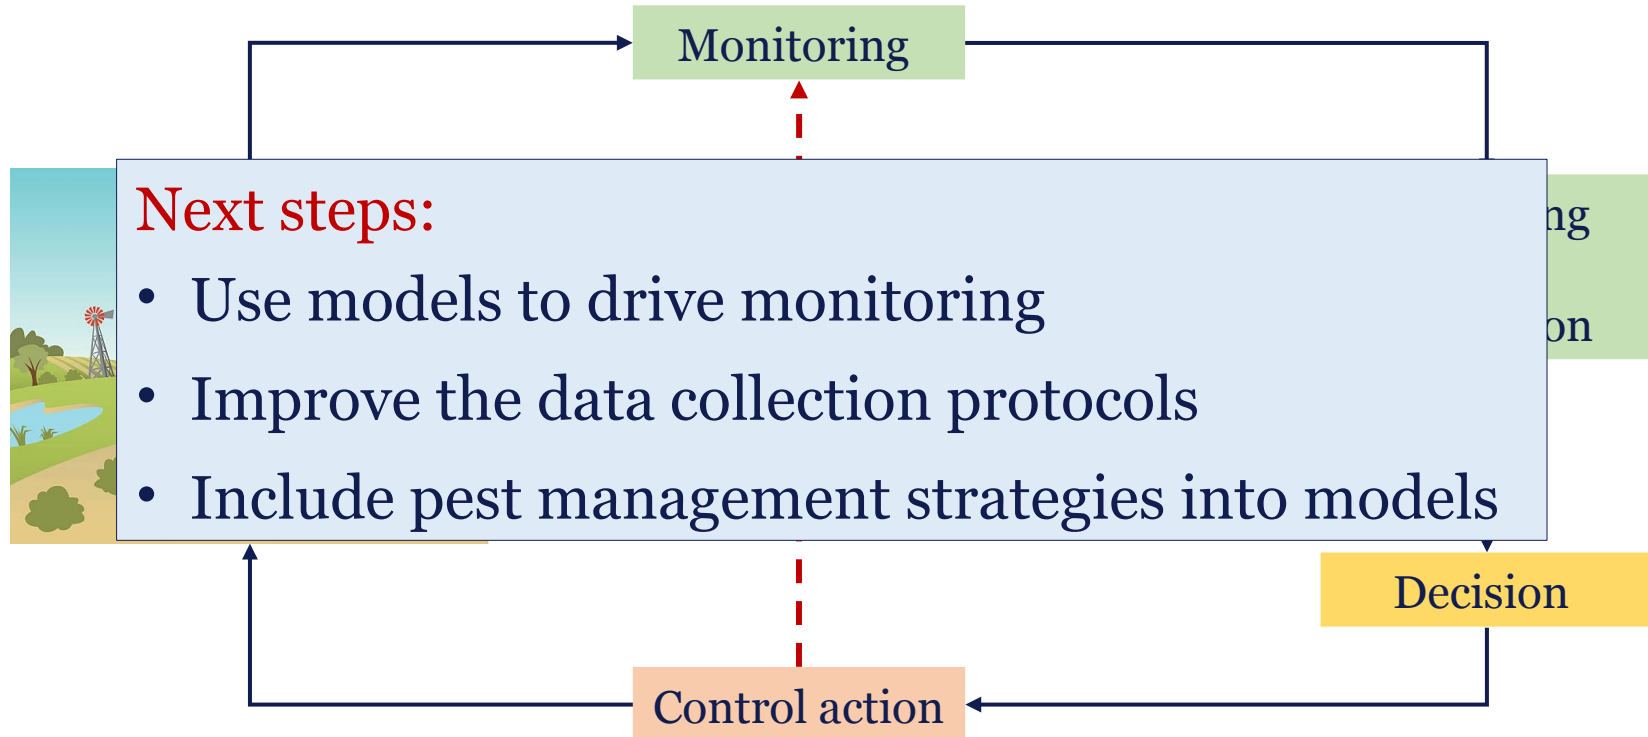 Monitoring
Next steps:
• Use models to drive monitoring
• Improve the data collection protocols
• Include pest management strategies into models
Decision
Control action